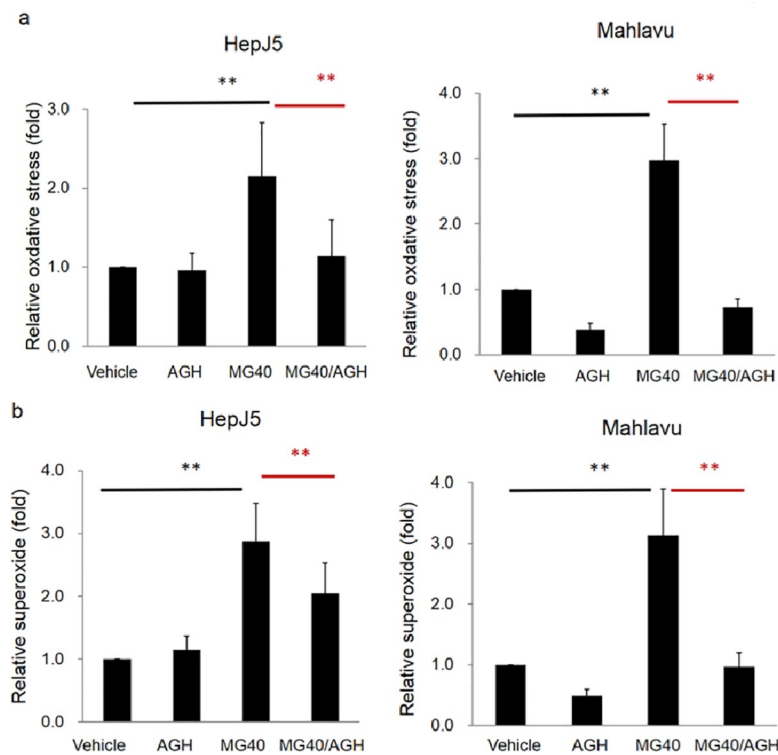 a
HepJ5
** **
Relative oxdative stress (fold)
3.0
2.0
1.0
0.0
Vehicle AGH MG40 MG40/AGH
Mahlavu
** **
Relative oxdative stress (fold)
4.0
3.0
2.0
1.0
0.0
Vehicle AGH MG40 MG40/AGH
b
HepJ5
** **
Relative superoxide (fold)
4.0
3.0
2.0
1.0
0.0
Vehicle AGH MG40 MG40/AGH
Mahlavu
** **
Relative superoxide (fold)
4.0
3.0
2.0
1.0
0.0
Vehicle AGH MG40 MG40/AGH